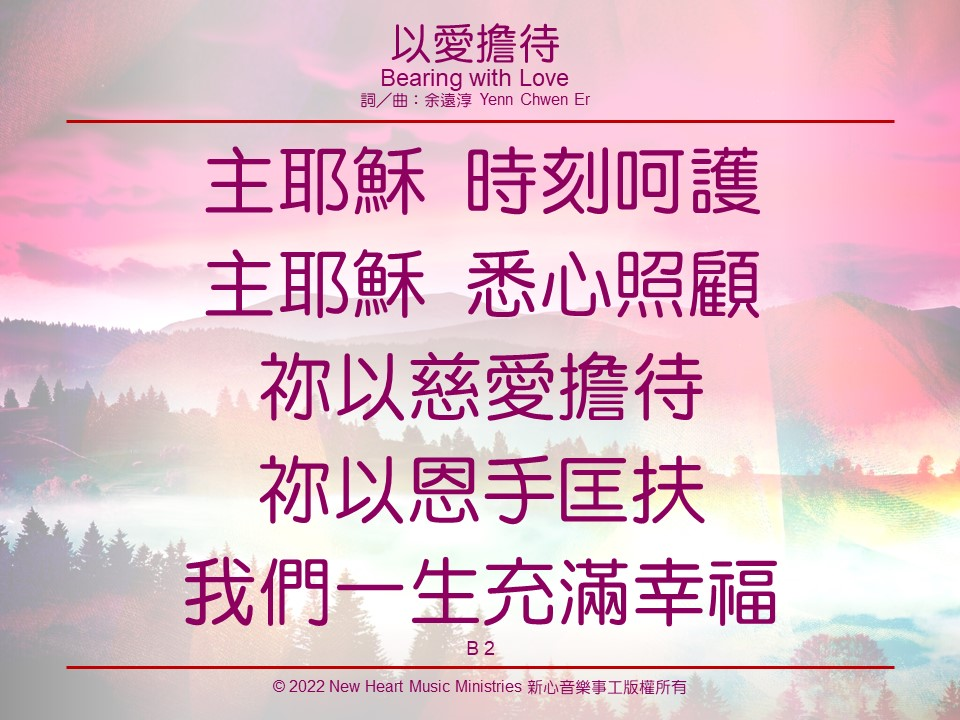 以愛擔待
Bearing with Love
詞／曲：余遠淳 Yenn Chwen Er
主耶穌 時刻呵護
主耶穌 悉心照顧
祢以慈愛擔待
祢以恩手匡扶
我們一生充滿幸福
B 2
© 2022 New Heart Music Ministries 新心音樂事工版權所有